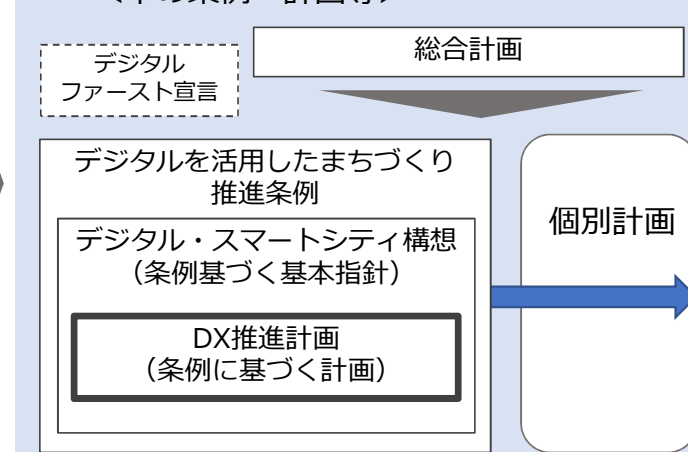 デジタル
ファースト宣言
総合計画
デジタルを活用したまちづくり
推進条例
デジタル・スマートシティ構想
（条例基づく基本指針）
DX推進計画
（条例に基づく計画）
個別計画